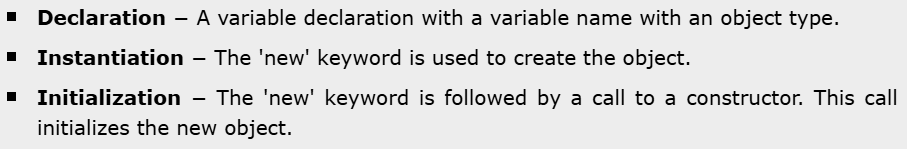 ▪ Declaration − A variable declaration with a variable name with an object type.
▪ Instantiation − The 'new' keyword is used to create the object.
▪ Initialization − The 'new' keyword is followed by a call to a constructor. This call
initializes the new object.